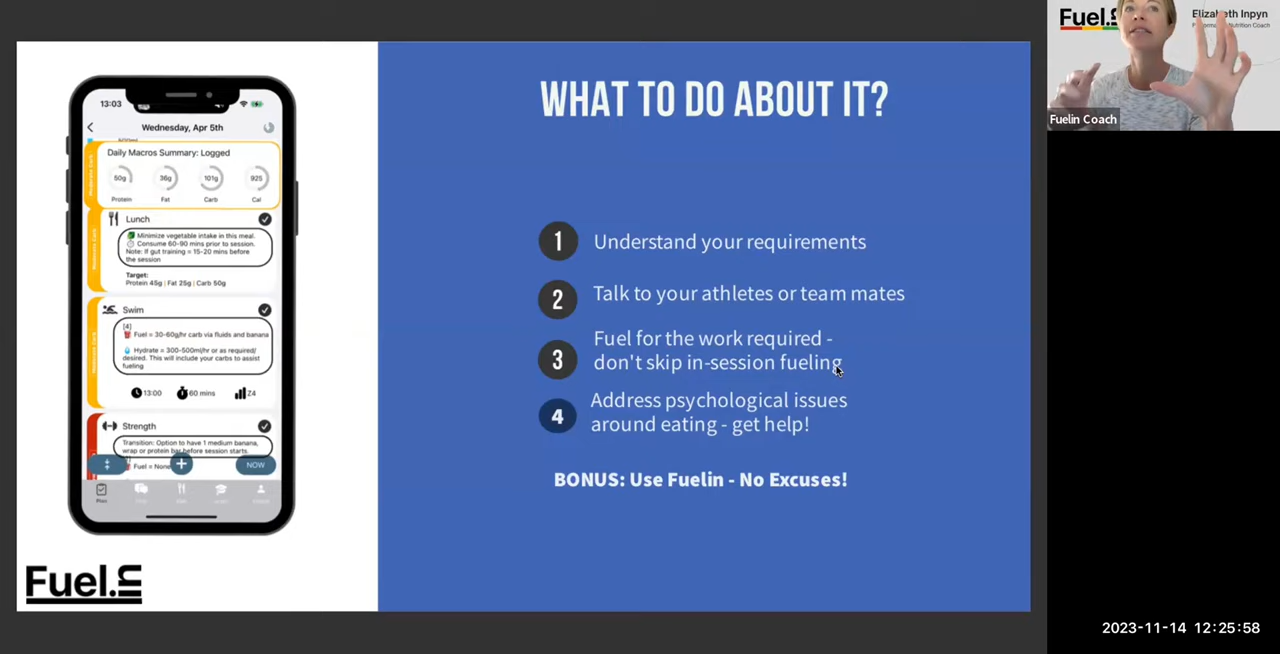 13:03
Wednesday, Apr 5th
Daily Macros Summary: Logged
50g
36g
101g
925
Protein
Fat
Carb
Cal
Lunch
Minimize vegetable intake in this meal.
Consume 60-90 mins prior to session.
Note: If gut training = 15-20 mins before
the session
Target:
Protein 45g | Fat 25g | Carb 50g
Swim
[4]
Fuel = 30-60g/hr carb via fluids and banana
Hydrate = 300-500ml/hr or as required/
desired. This will include your carbs to assist
fueling
13:00
60 mins
Z4
Strength
Transition: Option to have 1 medium banana,
wrap or protein bar before session starts.
Fuel = None
NOW
Plan
Fuel.in
WHAT TO DO ABOUT IT?
1 Understand your requirements
2 Talk to your athletes or team mates
3 Fuel for the work required -
don't skip in-session fueling
4 Address psychological issues
around eating - get help!
BONUS: Use Fuelin - No Excuses!
Elizabeth Inpyn
Nutrition Coach
Fuelin Coach
2023-11-14 12:25:58